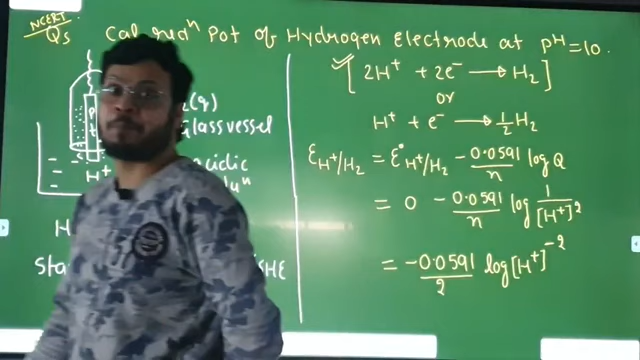 NCERT
Qs
Cal redⁿ Pot of Hydrogen Electrode at pH=10.
H₂(g)
Glass vessel
acidic
H⁺
SHE
[2H⁺ + 2e⁻ → H₂]
or
H⁺ + e⁻ → ½H₂
ℰH⁺/H₂ = ℰ°H⁺/H₂ − 0.0591/n log Q
= 0 − 0.0591/n log 1/[H⁺]²
= −0.0591/2 log[H⁺]⁻²